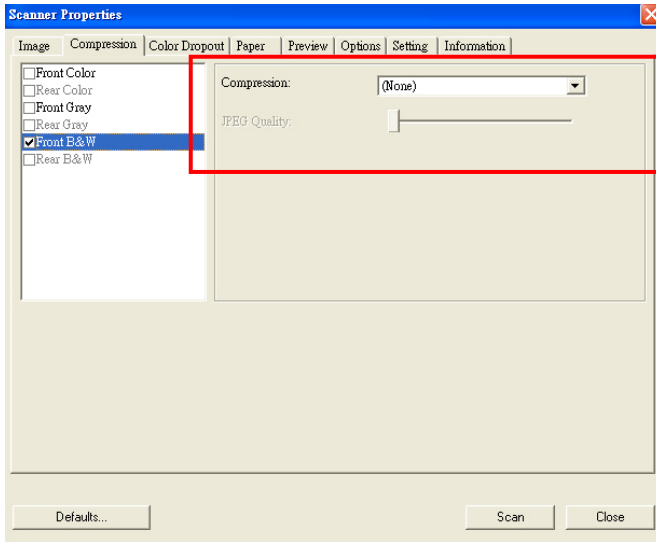 Scanner Properties
Image Compression Color Dropout Paper Preview Options Setting Information
Front Color
Rear Color
Front Gray
Rear Gray
Front B&W
Rear B&W
Compression: (None)
JPEG Quality:
Defaults... Scan Close